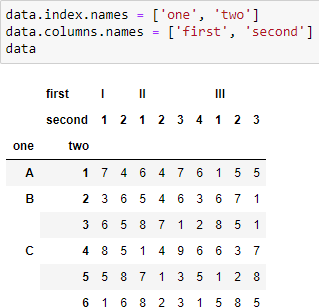 data.index.names = ['one', 'two']
data.columns.names = ['first', 'second']
data
first I II III
second 1 2 1 2 3 4 1 2 3
one two
A 1 7 4 6 4 7 6 1 5 5
B 2 3 6 5 4 6 3 6 7 1
3 6 5 8 7 1 2 8 5 1
C 4 8 5 1 4 9 6 6 3 7
5 5 8 7 1 3 5 1 2 8
6 1 6 8 2 3 1 5 8 5